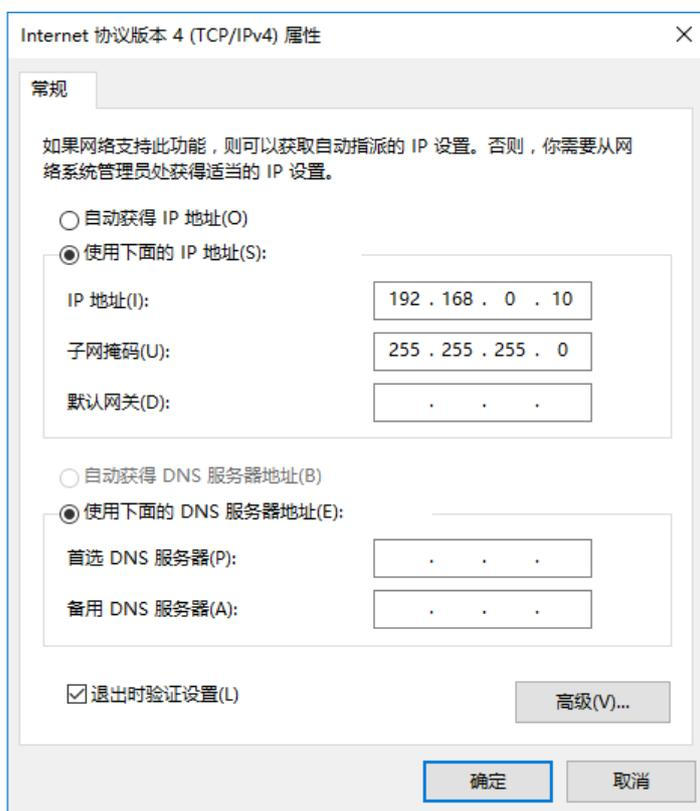 Internet 协议版本 4 (TCP/IPv4) 属性
常规
如果网络支持此功能，则可以获取自动指派的 IP 设置。否则，你需要从网
络系统管理员处获得适当的 IP 设置。
自动获得 IP 地址(O)
使用下面的 IP 地址(S):
IP 地址(I): 192 . 168 . 0 . 10
子网掩码(U): 255 . 255 . 255 . 0
默认网关(D): . . .
自动获得 DNS 服务器地址(B)
使用下面的 DNS 服务器地址(E):
首选 DNS 服务器(P): . . .
备用 DNS 服务器(A): . . .
退出时验证设置(L)
高级(V)...
确定 取消